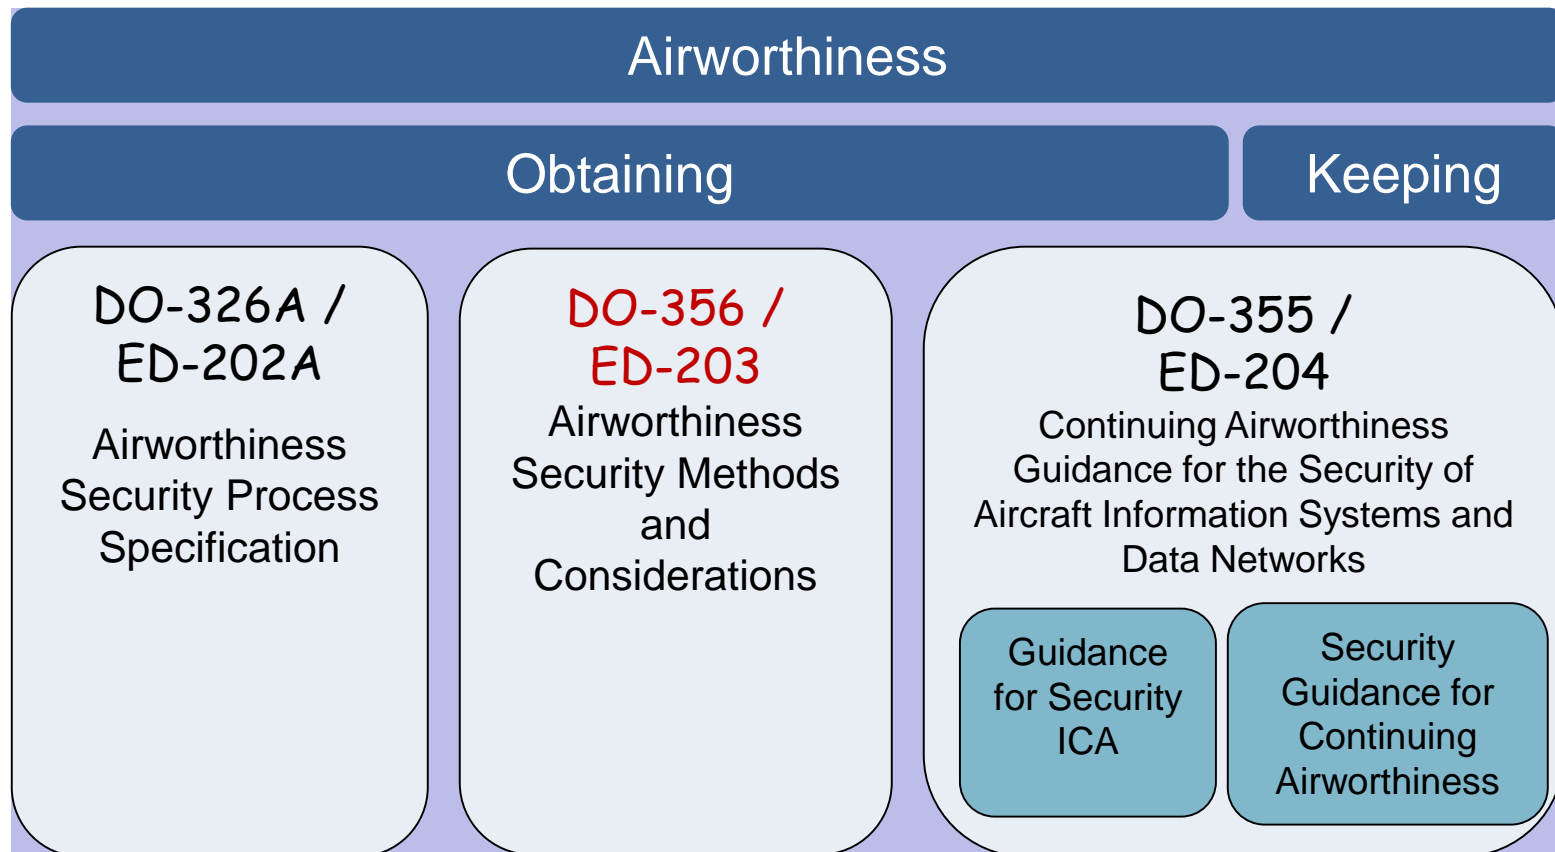 Airworthiness
Obtaining
Keeping
DO-326A /
ED-202A
Airworthiness
Security Process
Specification
DO-356 /
ED-203
Airworthiness
Security Methods
and
Considerations
DO-355 /
ED-204
Continuing Airworthiness
Guidance for the Security of
Aircraft Information Systems and
Data Networks
Guidance
for Security
ICA
Security
Guidance for
Continuing
Airworthiness